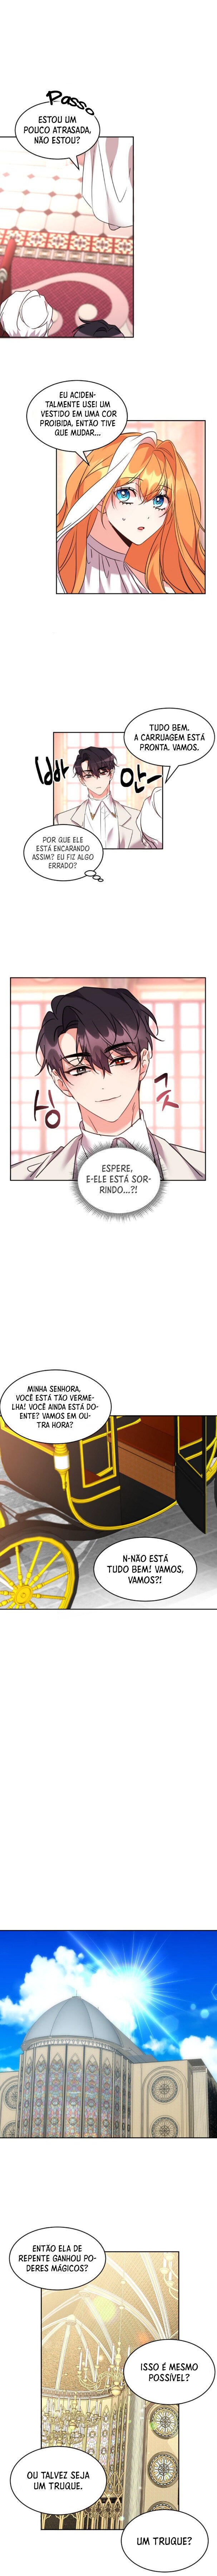 Passo
ESTOU UM
POUCO ATRASADA,
NÃO ESTOU?
EU ACIDEN-
TALMENTE USEI UM
VESTIDO EM UMA COR
PROIBIDA, ENTÃO TIVE
QUE MUDAR...
TUDO BEM.
A CARRUAGEM ESTÁ
PRONTA. VAMOS.
POR QUE ELE
ESTÁ ENCARANDO
ASSIM? EU FIZ ALGO
ERRADO?
ESPERE,
E-ELE ESTÁ SOR-
RINDO...?!
MINHA SENHORA,
VOCÊ ESTÁ TÃO VERME-
LHA! VOCÊ AINDA ESTÁ DO-
ENTE? VAMOS EM OU-
TRA HORA?
N-NÃO ESTÁ
TUDO BEM! VAMOS,
VAMOS?!
ENTÃO ELA DE
REPENTE GANHOU PO-
DERES MÁGICOS?
ISSO É MESMO
POSSÍVEL?
OU TALVEZ SEJA
UM TRUQUE.
UM TRUQUE?